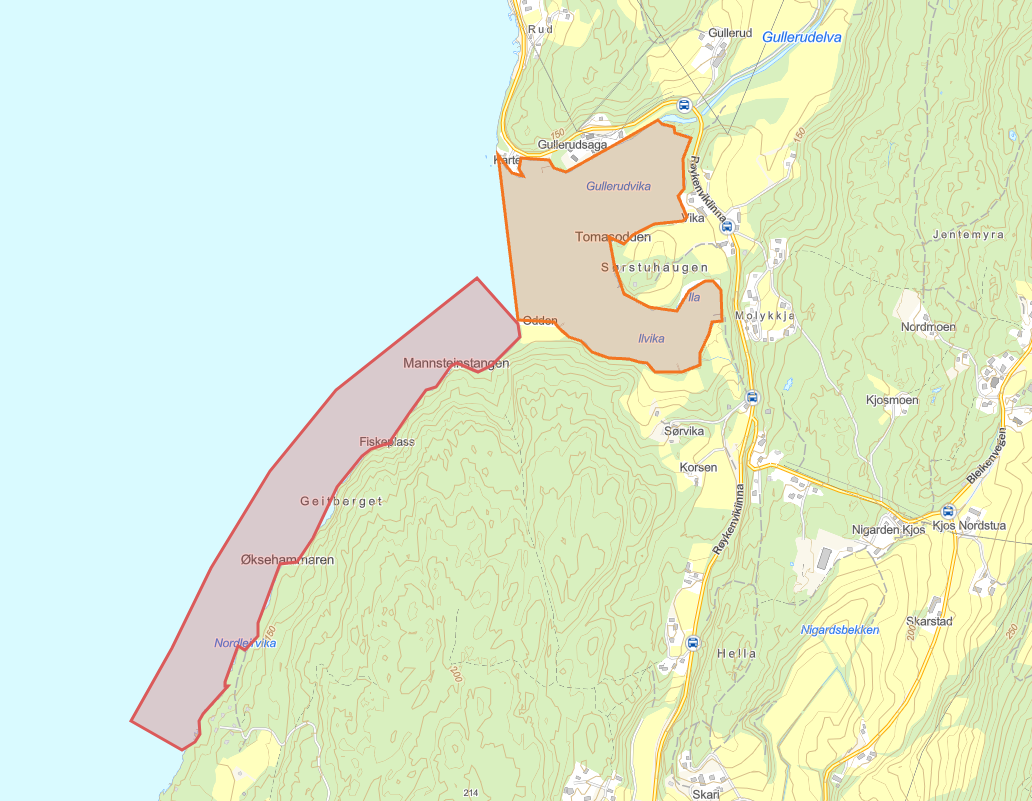 Rud
Gullerud
Gullerudelva
150
150
Gullerudsaga
Røykenviklinna
Gullerudvika
Vika
Tomasodden
Jentemyra
Sørstuhaugen
Ila
Molykkja
Odden
Nordmoen
Ilvika
Mannsteinstangen
Kjosmoen
Sørvika
Fiskeplass
Korsen
Bleikenvegen
Geitberget
Røykenviklinna
Nigarden Kjos
Kjos Nordstua
Øksehammaren
Skarstad
150
Nordleirvika
Nigardsbekken
200
250
Hella
200
214
Skari